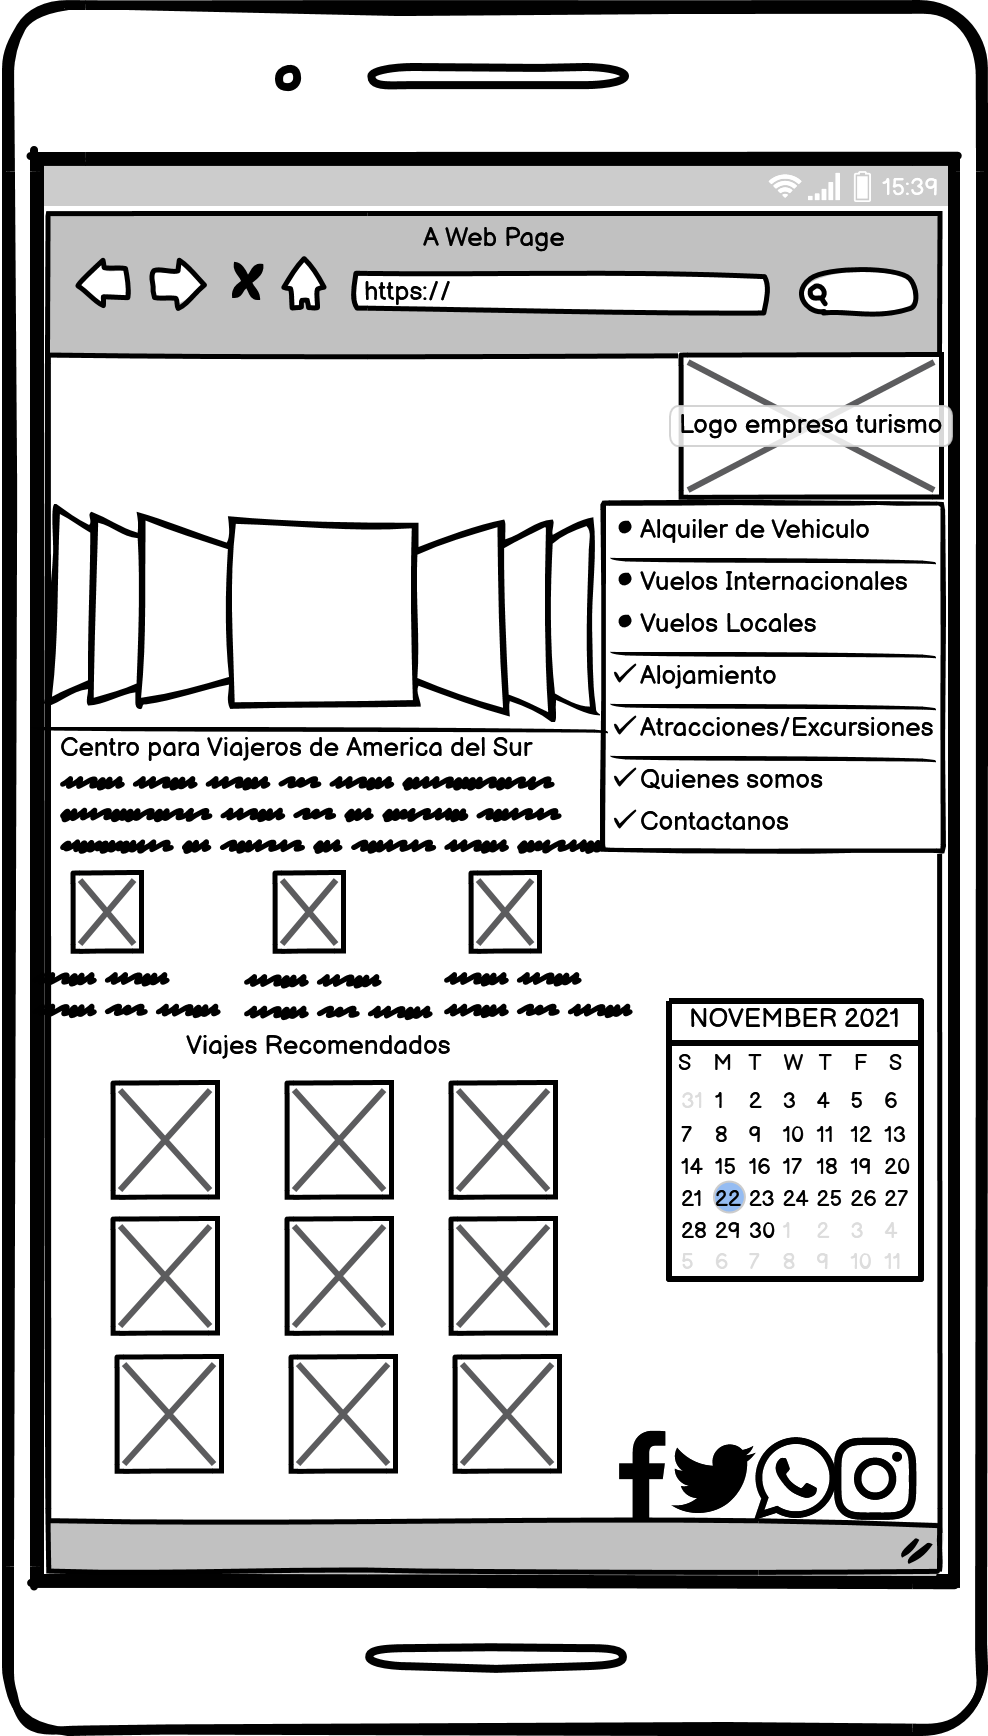 15:39
A Web Page
https://
Logo empresa turismo
Alquiler de Vehiculo
Vuelos Internacionales
Vuelos Locales
Alojamiento
Atracciones/Excursiones
Quienes somos
Contactanos
Centro para Viajeros de America del Sur
Viajes Recomendados
NOVEMBER 2021
S M T W T F S
31 1 2 3 4 5 6
7 8 9 10 11 12 13
14 15 16 17 18 19 20
21 22 23 24 25 26 27
28 29 30 1 2 3 4
5 6 7 8 9 10 11